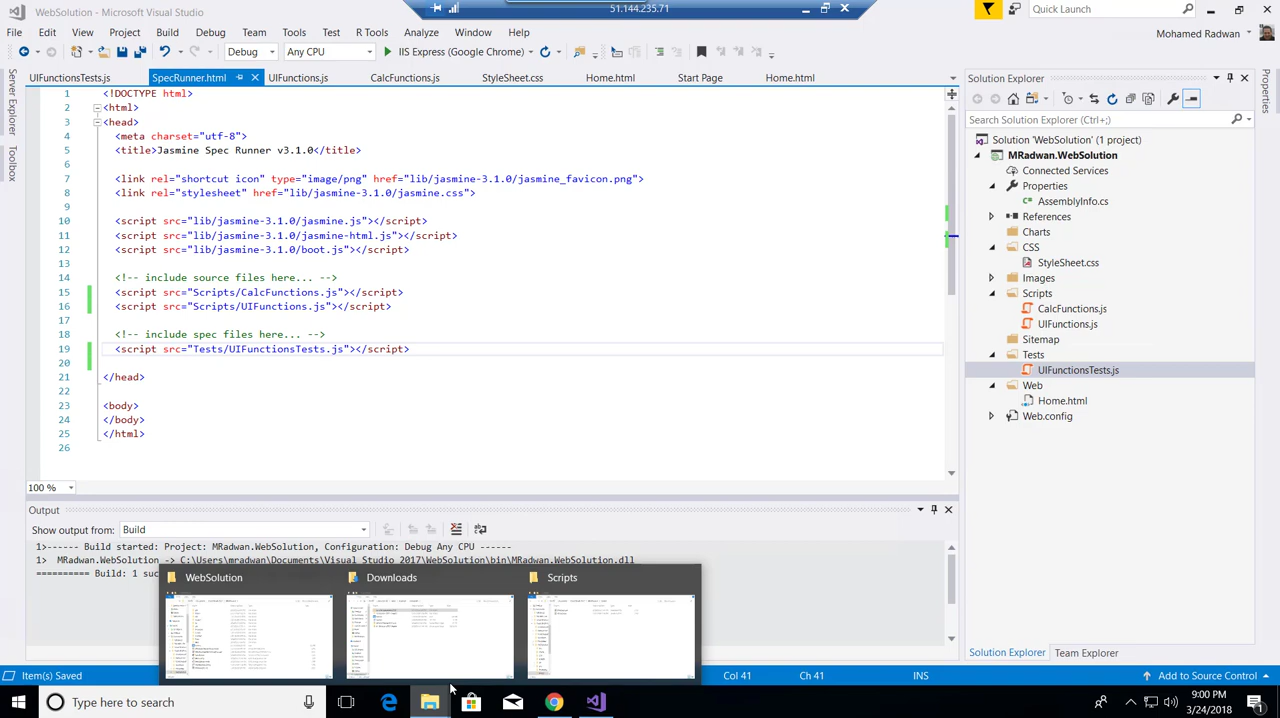 WebSolution - Microsoft Visual Studio
51.144.235.71
Quick Launch
File Edit View Project Build Debug Team Tools Test R Tools Analyze Window Help
Mohamed Radwan
Debug Any CPU IIS Express (Google Chrome)
UIFunctionsTests.js SpecRunner.html UIFunctions.js CalcFunctions.js StyleSheet.css Home.html Start Page Home.html
Server Explorer
Toolbox
1 <!DOCTYPE html>
2 <html>
3 <head>
4 <meta charset="utf-8">
5 <title>Jasmine Spec Runner v3.1.0</title>
6
7 <link rel="shortcut icon" type="image/png" href="lib/jasmine-3.1.0/jasmine_favicon.png">
8 <link rel="stylesheet" href="lib/jasmine-3.1.0/jasmine.css">
9
10 <script src="lib/jasmine-3.1.0/jasmine.js"></script>
11 <script src="lib/jasmine-3.1.0/jasmine-html.js"></script>
12 <script src="lib/jasmine-3.1.0/boot.js"></script>
13
14 <!-- include source files here... -->
15 <script src="Scripts/CalcFunctions.js"></script>
16 <script src="Scripts/UIFunctions.js"></script>
17
18 <!-- include spec files here... -->
19 <script src="Tests/UIFunctionsTests.js"></script>
20
21 </head>
22
23 <body>
24 </body>
25 </html>
26
100 %
Solution Explorer
Search Solution Explorer (Ctrl+;)
Solution 'WebSolution' (1 project)
MRadwan.WebSolution
Connected Services
Properties
AssemblyInfo.cs
References
Charts
CSS
StyleSheet.css
Images
Scripts
CalcFunctions.js
UIFunctions.js
Sitemap
Tests
UIFunctionsTests.js
Web
Home.html
Web.config
Solution Explorer Team Explorer
Properties
Output
Show output from: Build
1>------ Build started: Project: MRadwan.WebSolution, Configuration: Debug Any CPU ------
1> MRadwan.WebSolution -> C:\Users\mradwan\Documents\Visual Studio 2017\WebSolution\bin\MRadwan.WebSolution.dll
========== Build: 1 suc
WebSolution Downloads Scripts
Item(s) Saved Col 41 Ch 41 INS Add to Source Control
Type here to search
9:00 PM
3/24/2018